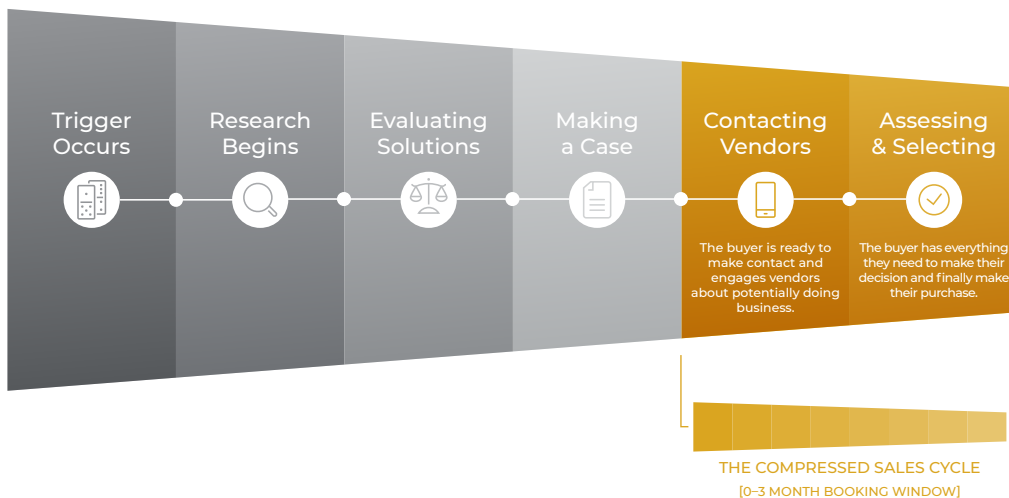 Trigger
Occurs
Research
Begins
Evaluating
Solutions
Making
a Case
Contacting
Vendors
The buyer is ready to
make contact and
engages vendors
about potentially doing
business.
Assessing
& Selecting
The buyer has everything
they need to make their
decision and finally make
their purchase.
THE COMPRESSED SALES CYCLE
[0–3 MONTH BOOKING WINDOW]